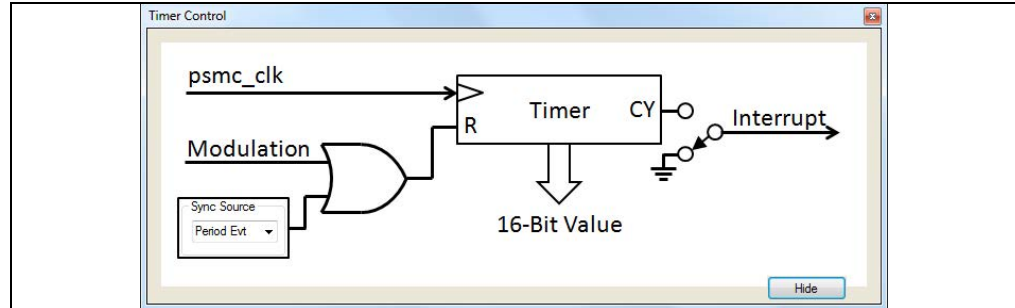 Timer Control
psmc_clk
Timer
CY
R
Interrupt
Modulation
Sync Source
Period Evt
16-Bit Value
Hide